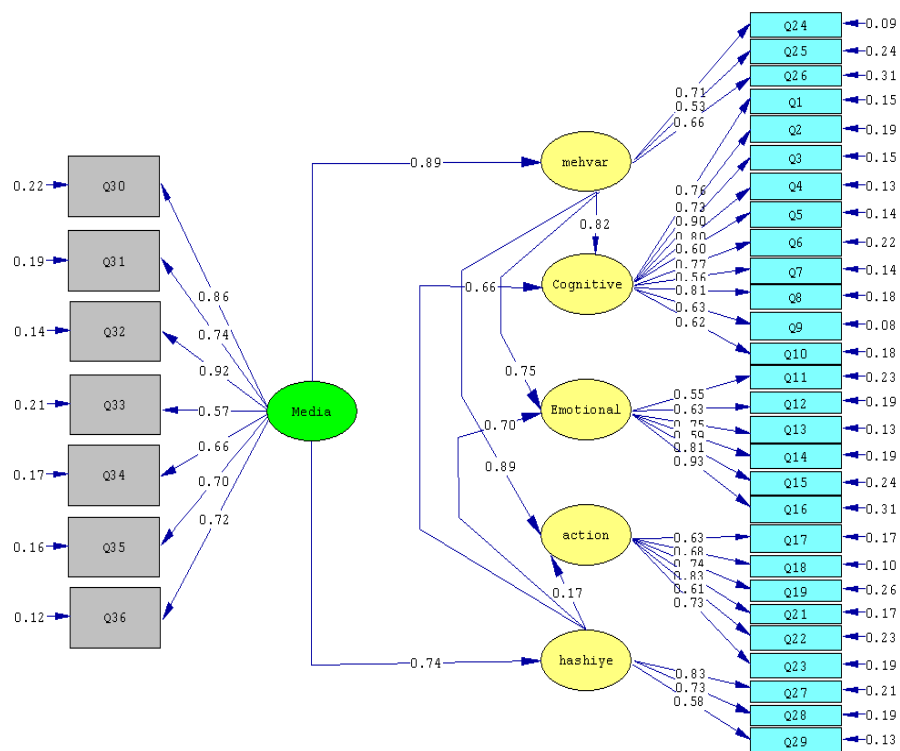 0.22 Q30
0.19 Q31
0.14 Q32
0.21 Q33
0.17 Q34
0.16 Q35
0.12 Q36
0.86
0.74
0.92
0.57
0.66
0.70
0.72
Media
0.89
0.74
mehvar
0.82
Cognitive
0.66
0.75
Emotional
0.70
0.89
action
0.17
hashiye
0.71
0.53
0.66
0.76
0.73
0.90
0.80
0.60
0.77
0.56
0.81
0.63
0.62
0.55
0.63
0.75
0.59
0.81
0.93
0.63
0.68
0.74
0.83
0.61
0.73
0.83
0.73
0.58
Q24 0.09
Q25 0.24
Q26 0.31
Q1 0.15
Q2 0.19
Q3 0.15
Q4 0.13
Q5 0.14
Q6 0.22
Q7 0.14
Q8 0.18
Q9 0.08
Q10 0.18
Q11 0.23
Q12 0.19
Q13 0.13
Q14 0.19
Q15 0.24
Q16 0.31
Q17 0.17
Q18 0.10
Q19 0.26
Q21 0.17
Q22 0.23
Q23 0.19
Q27 0.21
Q28 0.19
Q29 0.13